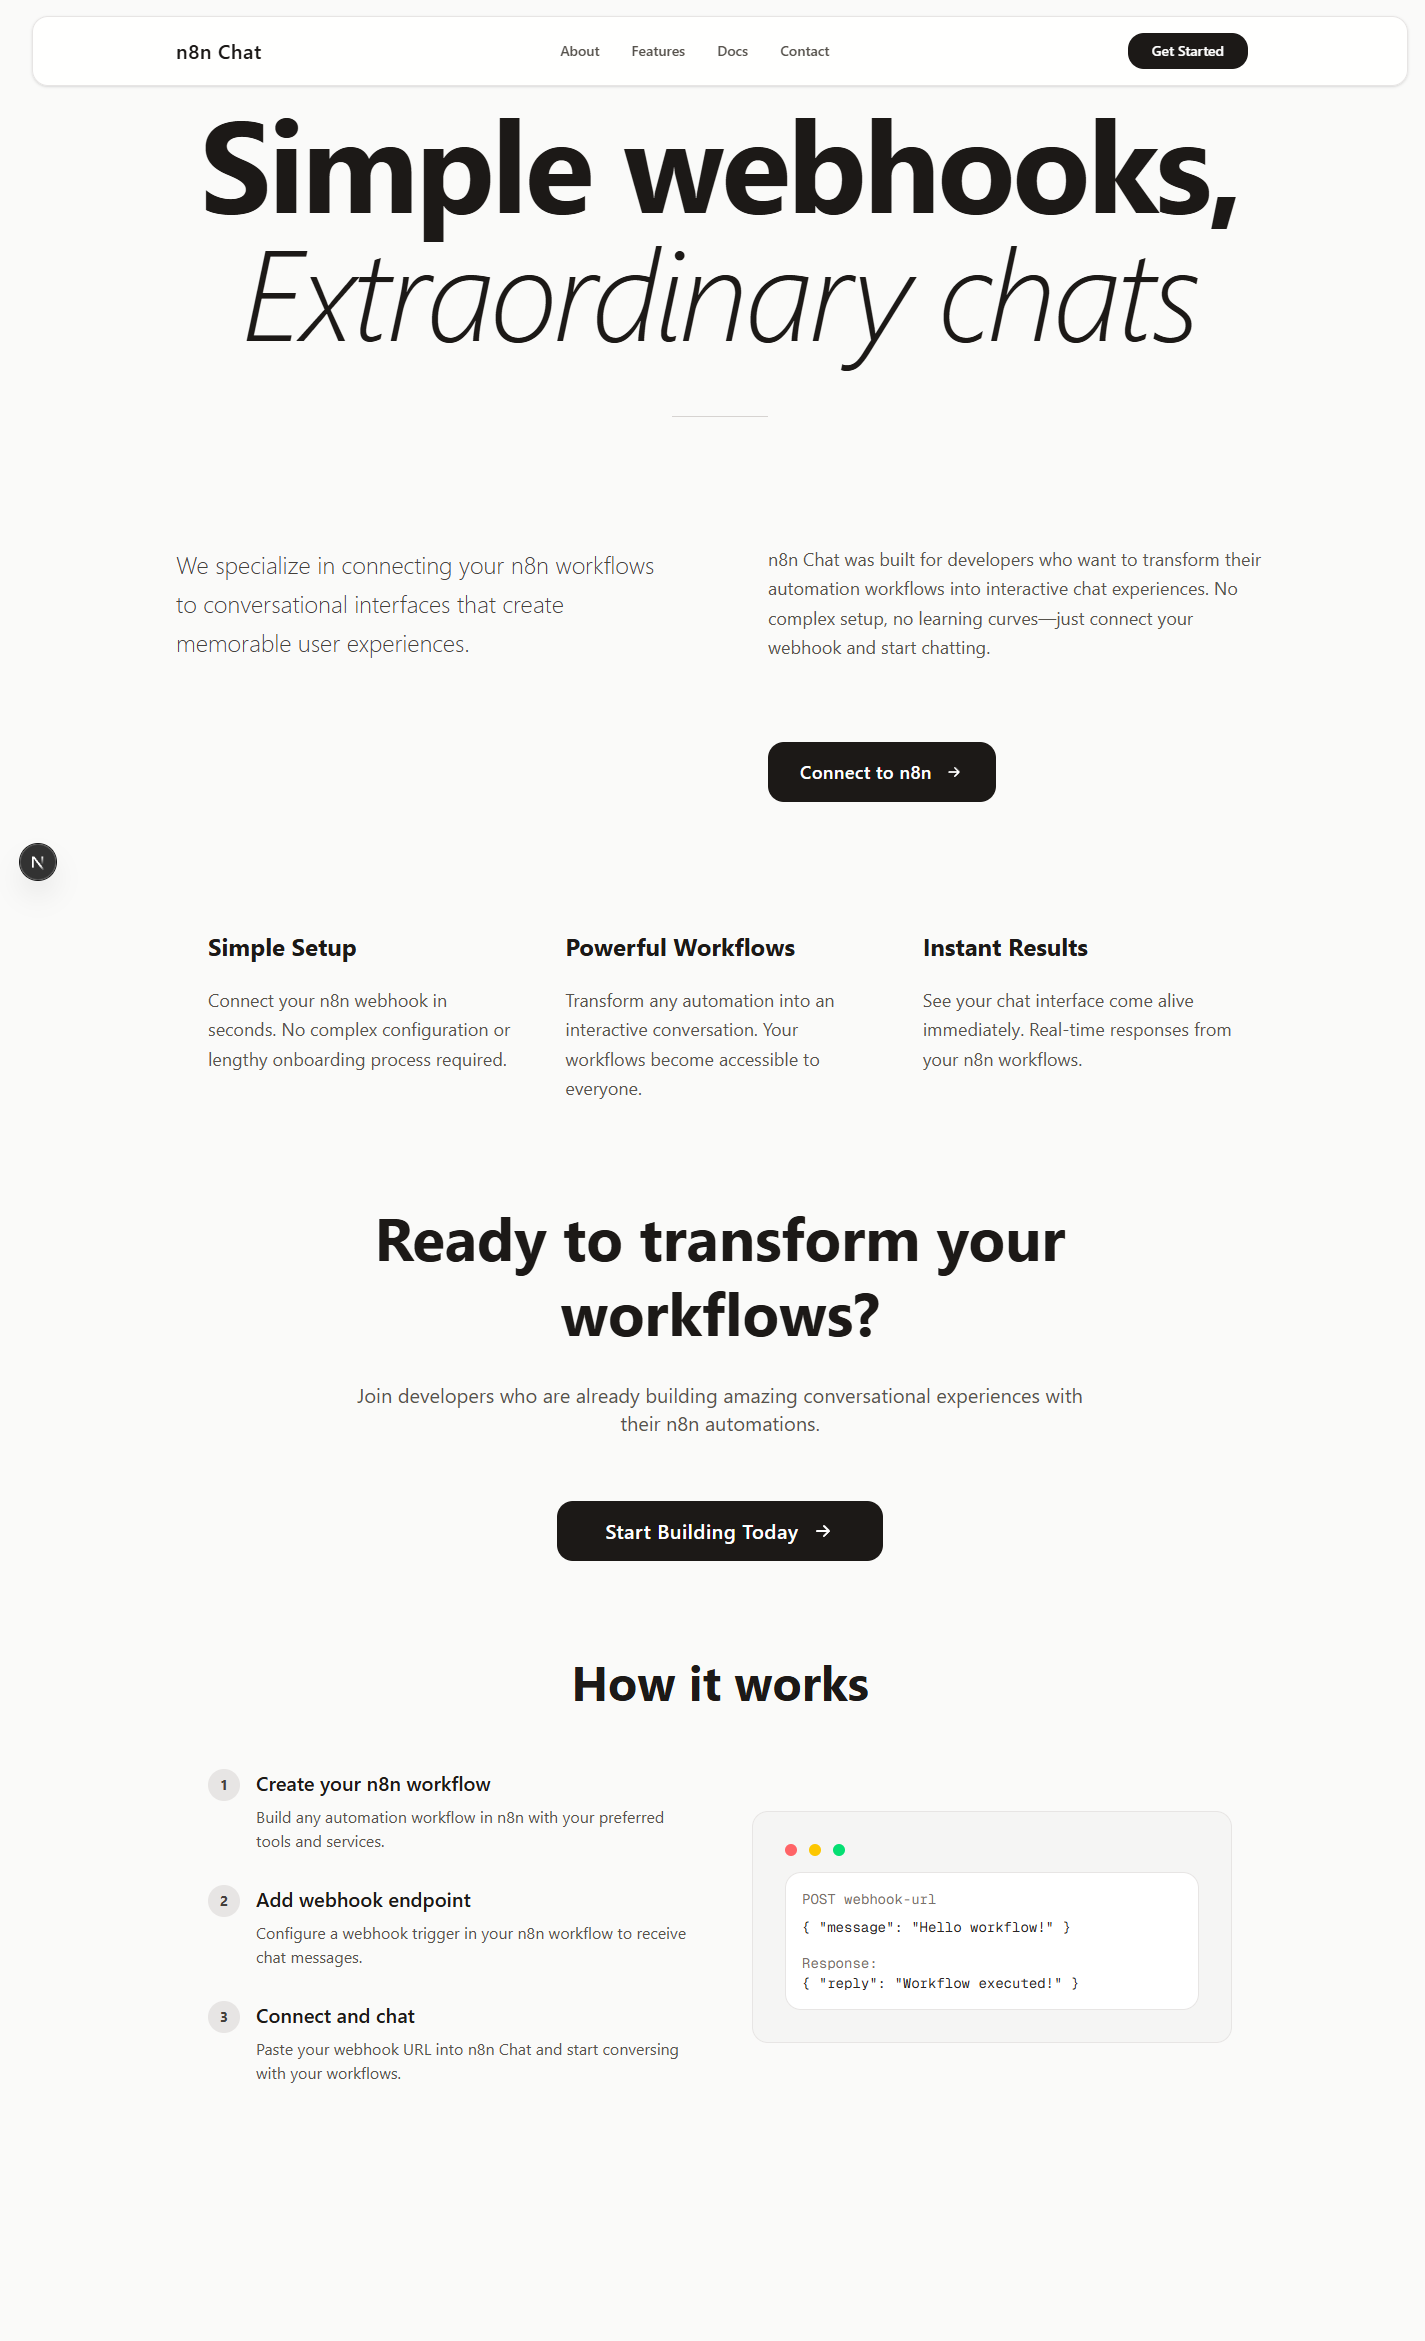 n8n Chat
About
Features
Docs
Contact
Get Started
Simple webhooks,
Extraordinary chats
We specialize in connecting your n8n workflows
to conversational interfaces that create
memorable user experiences.
n8n Chat was built for developers who want to transform their
automation workflows into interactive chat experiences. No
complex setup, no learning curves—just connect your
webhook and start chatting.
Connect to n8n →
N
Simple Setup
Connect your n8n webhook in
seconds. No complex configuration or
lengthy onboarding process required.
Powerful Workflows
Transform any automation into an
interactive conversation. Your
workflows become accessible to
everyone.
Instant Results
See your chat interface come alive
immediately. Real-time responses from
your n8n workflows.
Ready to transform your
workflows?
Join developers who are already building amazing conversational experiences with
their n8n automations.
Start Building Today →
How it works
1
Create your n8n workflow
Build any automation workflow in n8n with your preferred
tools and services.
2
Add webhook endpoint
Configure a webhook trigger in your n8n workflow to receive
chat messages.
3
Connect and chat
Paste your webhook URL into n8n Chat and start conversing
with your workflows.
POST webhook-url
{ "message": "Hello workflow!" }
Response:
{ "reply": "Workflow executed!" }